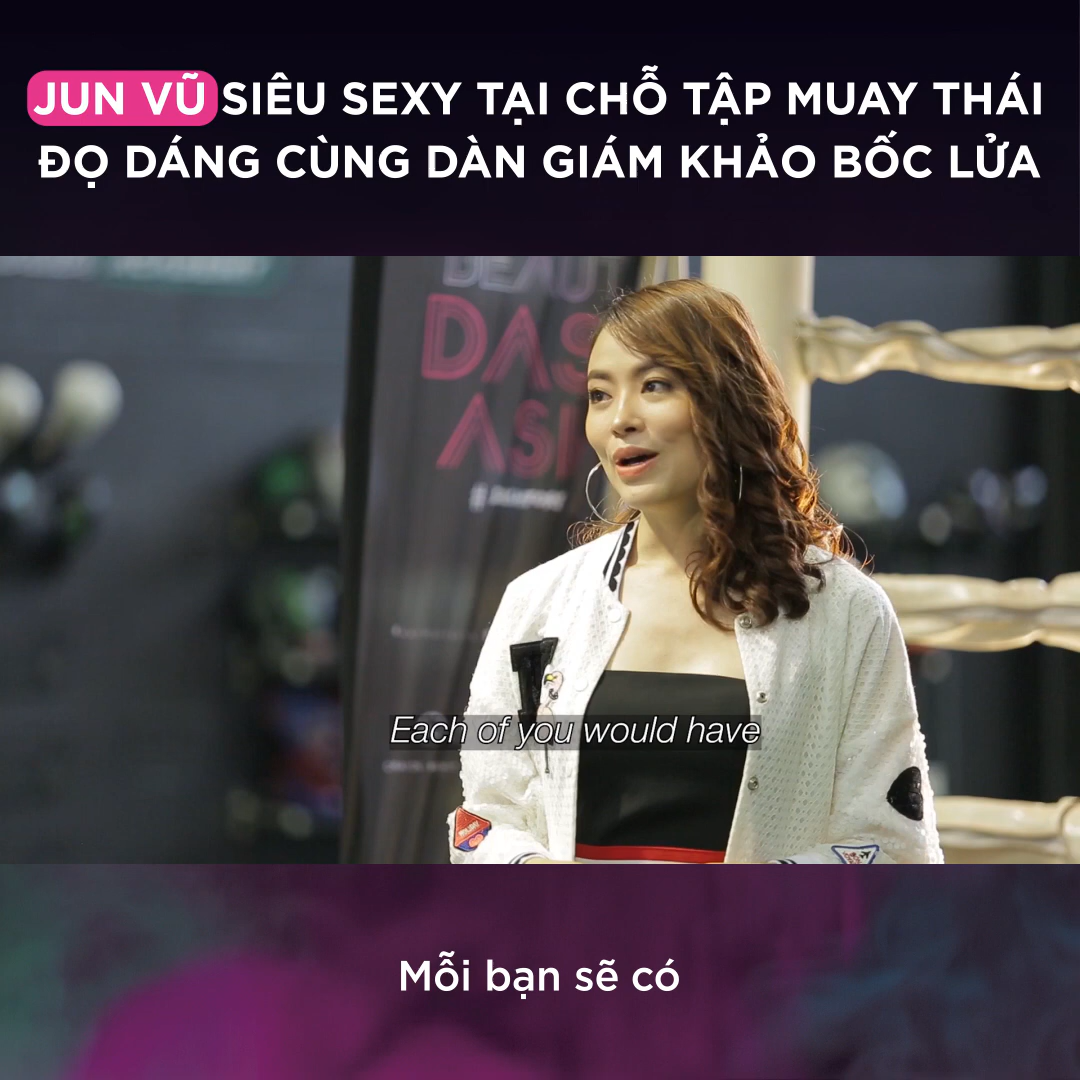 JUN VŨ SIÊU SEXY TẠI CHỖ TẬP MUAY THÁI
ĐỌ DÁNG CÙNG DÀN GIÁM KHẢO BỐC LỬA
Each of you would have
Mỗi bạn sẽ có